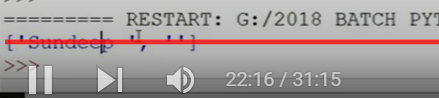 >>>
========= RESTART: G:/2018 BATCH PYT
['Sundeep ', '']
>>>
22:16 / 31:15